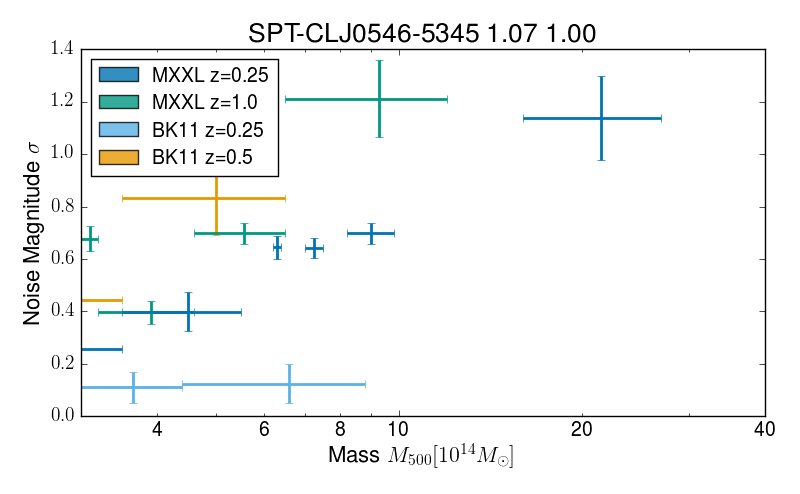 SPT-CLJ0546-5345 1.07 1.00
1.4
1.2
1.0
0.8
0.6
0.4
0.2
0.0
Noise Magnitude σ
MXXL z=0.25
MXXL z=1.0
BK11 z=0.25
BK11 z=0.5
4 6 8 10 20 40
Mass M₅₀₀[10¹⁴M☉]